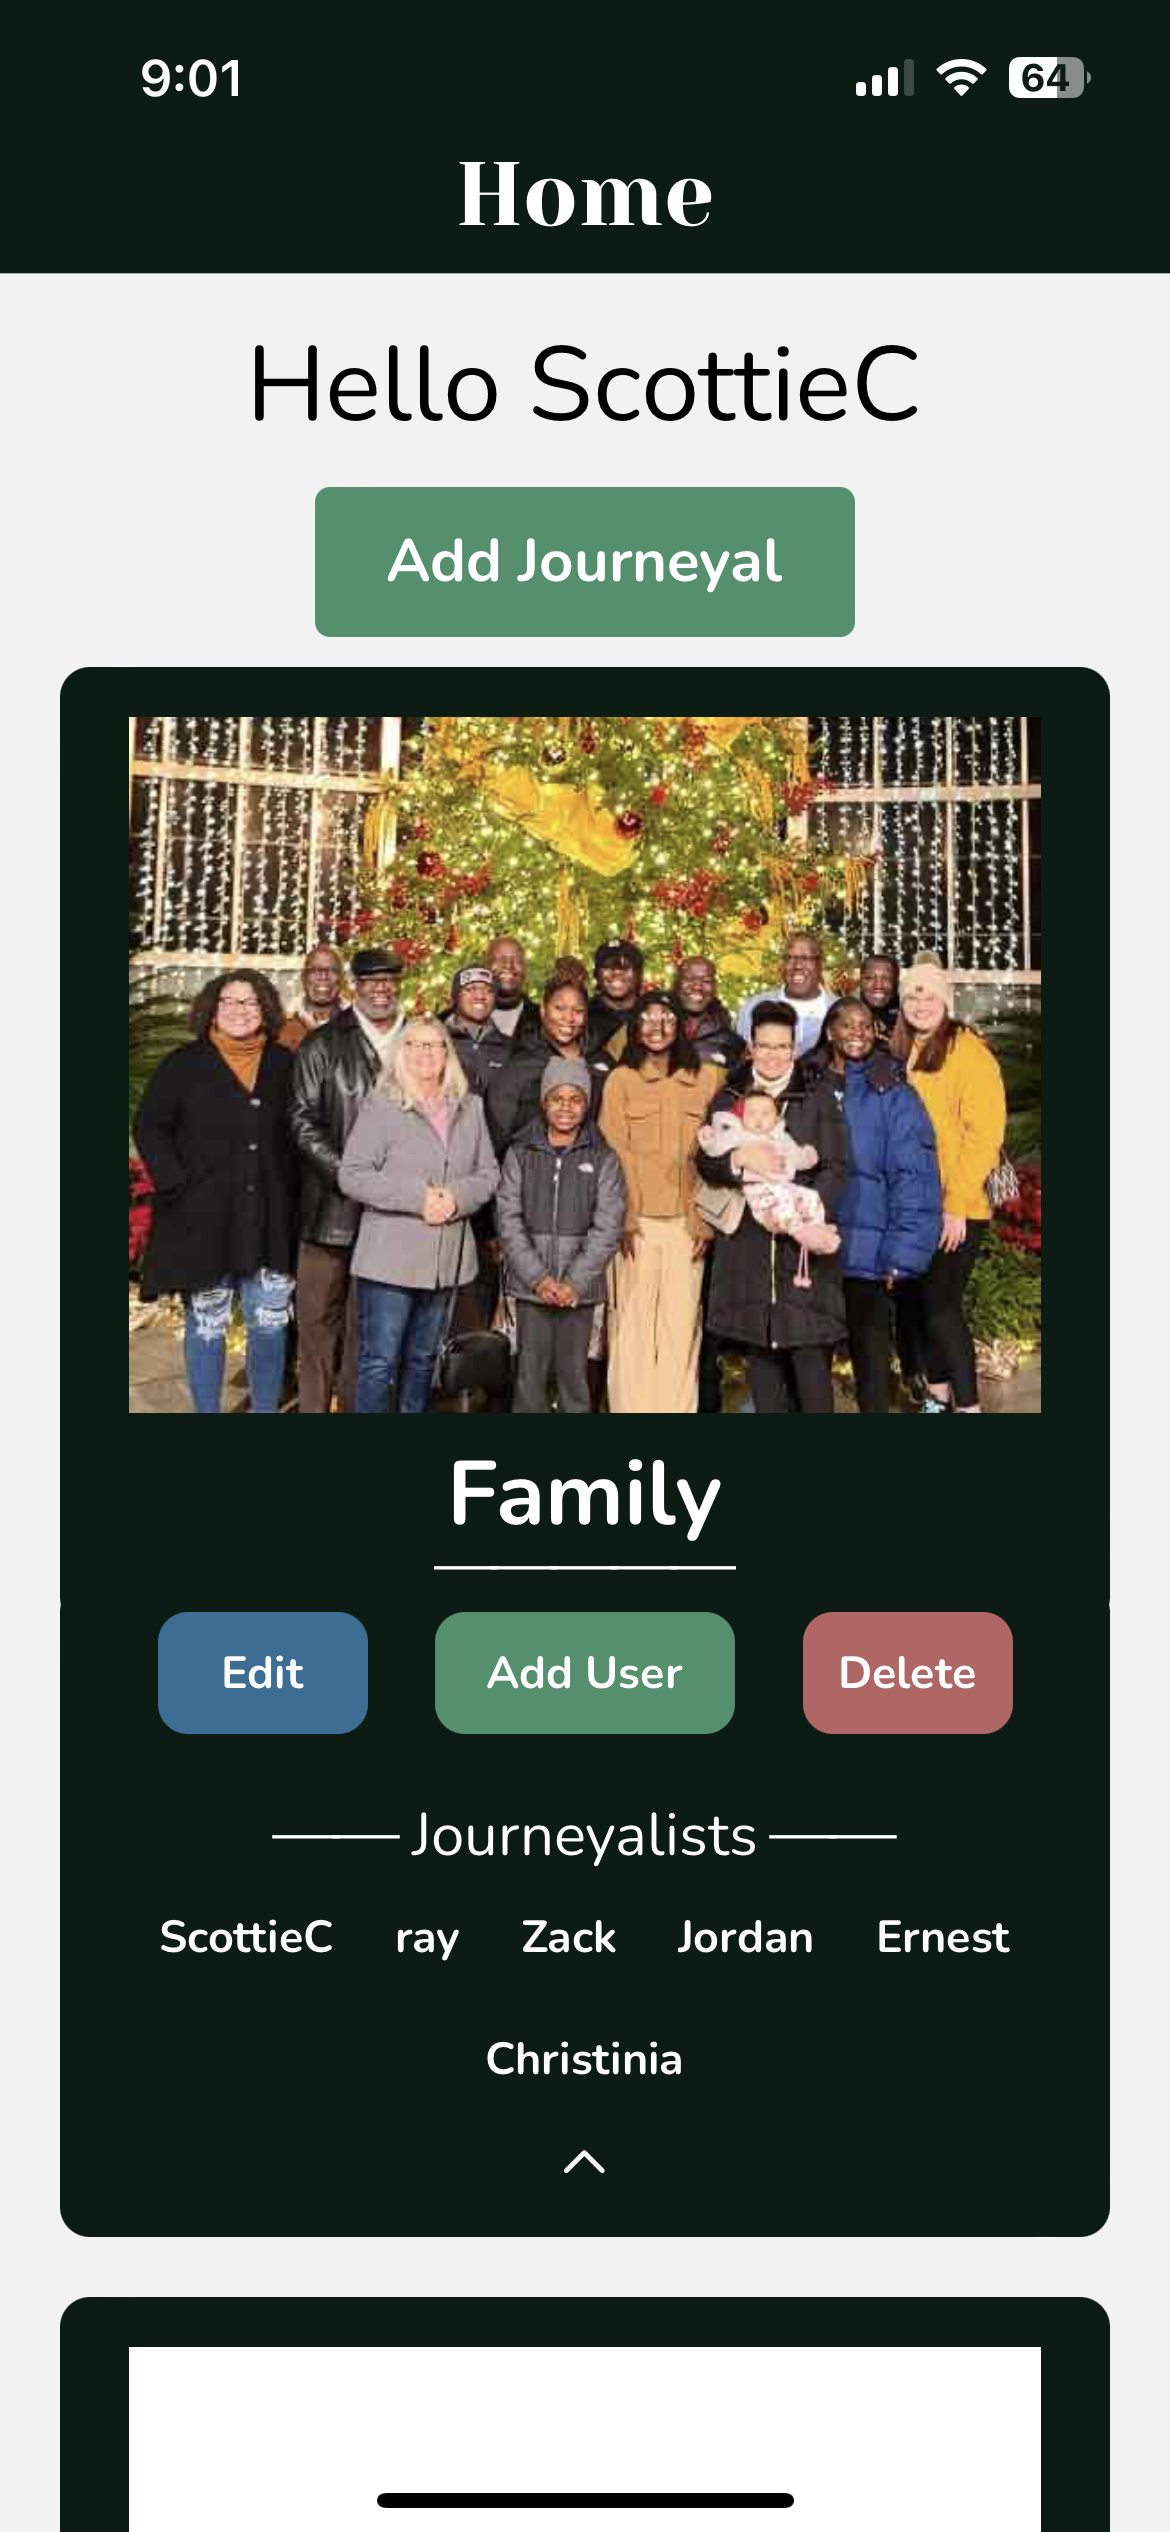 9:01
64
Home
Hello ScottieC
Add Journeyal
Family
Edit Add User Delete
Journeyalists
ScottieC ray Zack Jordan Ernest
Christinia